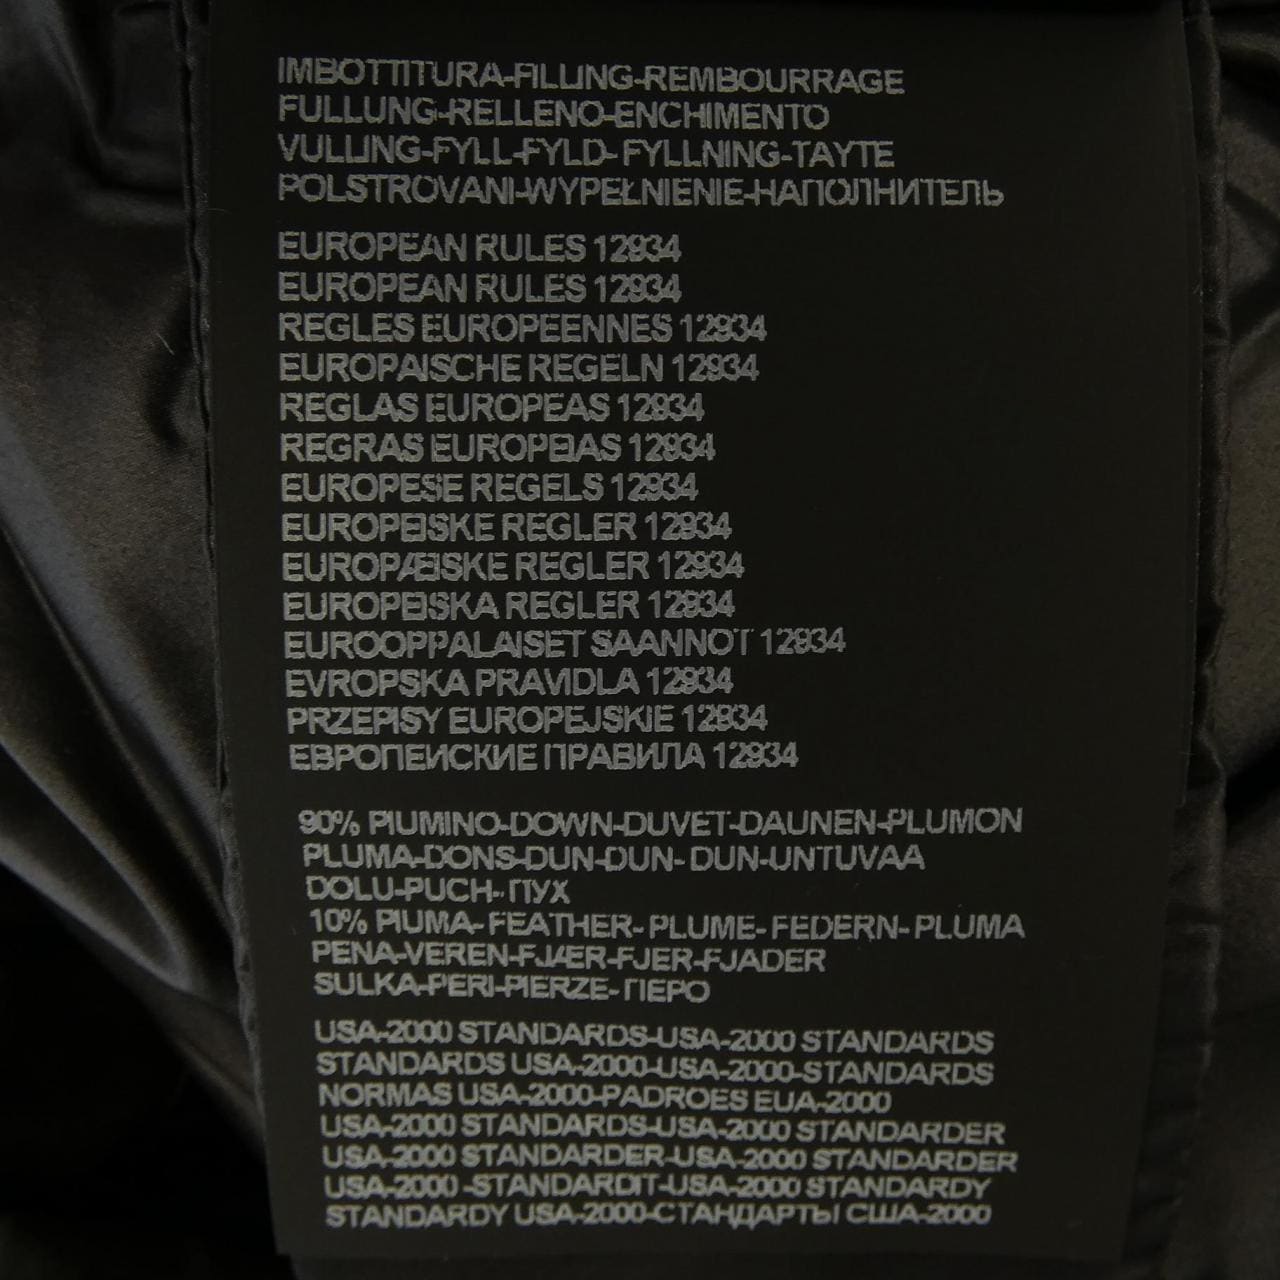 IMBOTTITURA-FILLING-REMBOURRAGE
FULLUNG-RELLENO-ENCHIMENTO
VULLING-FYLL-FYLD- FYLLNING-TAYTE
POLSTROVANI-WYPEŁNIENIE-НАПОЛНИТЕЛЬ
EUROPEAN RULES 12934
EUROPEAN RULES 12934
REGLES EUROPEENNES 12934
EUROPAISCHE REGELN 12934
REGLAS EUROPEAS 12934
REGRAS EUROPEIAS 12934
EUROPESE REGELS 12934
EUROPEISKE REGLER 12934
EUROPÆISKE REGLER 12934
EUROPEISKA REGLER 12934
EUROOPPALAISET SAANNOT 12934
EVROPSKA PRAVIDLA 12934
PRZEPISY EUROPEJSKIE 12934
ЕВРОПЕИСКИЕ ПРАВИЛА 12934
90% PIUMINO-DOWN-DUVET-DAUNEN-PLUMON
PLUMA-DONS-DUN-DUN- DUN-UNTUVAA
DOLU-PUCH-ПУХ
10% PIUMA- FEATHER- PLUME- FEDERN- PLUMA
PENA-VEREN-FJÆR-FJER-FJADER
SULKA-PERI-PIERZE-ПЕРО
USA-2000 STANDARDS-USA-2000 STANDARDS
STANDARDS USA-2000-USA-2000-STANDARDS
NORMAS USA-2000-PADROES EUA-2000
USA-2000 STANDARDS-USA-2000 STANDARDER
USA-2000 STANDARDER-USA-2000 STANDARDER
USA-2000 -STANDARDIT-USA-2000 STANDARDY
STANDARDY USA-2000-СТАНДАРТЫ США-2000